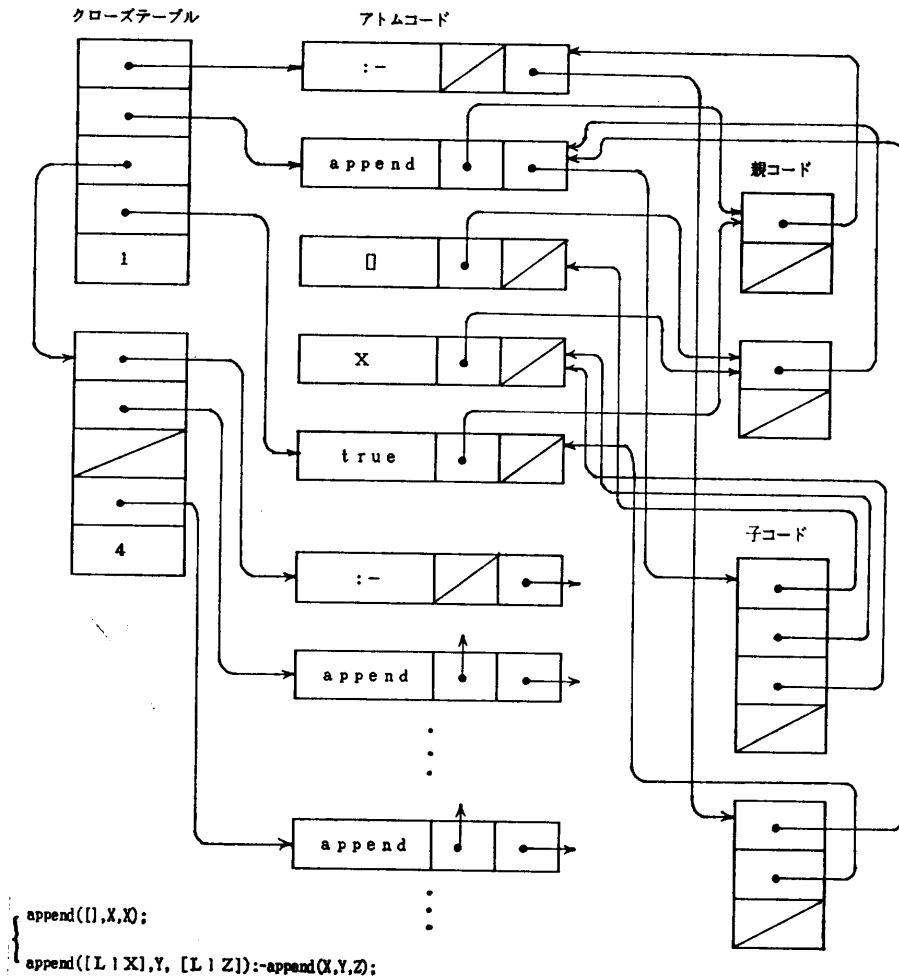 クローズテーブル
アトムコード
:-
append
親コード
1
[]
X
true
子コード
4
:-
append
append
append([],X,X);
append([L|X],Y, [L|Z]):-append(X,Y,Z);